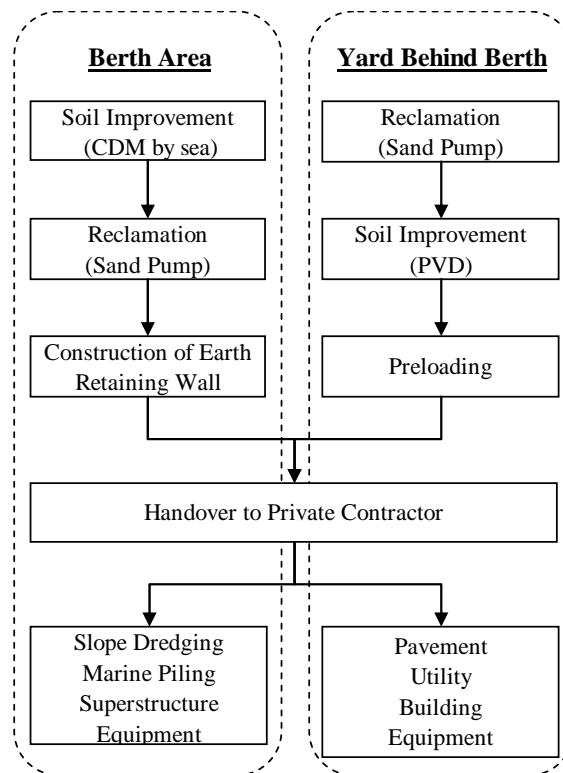 Berth Area
Soil Improvement
(CDM by sea)
Reclamation
(Sand Pump)
Construction of Earth
Retaining Wall
Yard Behind Berth
Reclamation
(Sand Pump)
Soil Improvement
(PVD)
Preloading
Handover to Private Contractor
Slope Dredging
Marine Piling
Superstructure
Equipment
Pavement
Utility
Building
Equipment